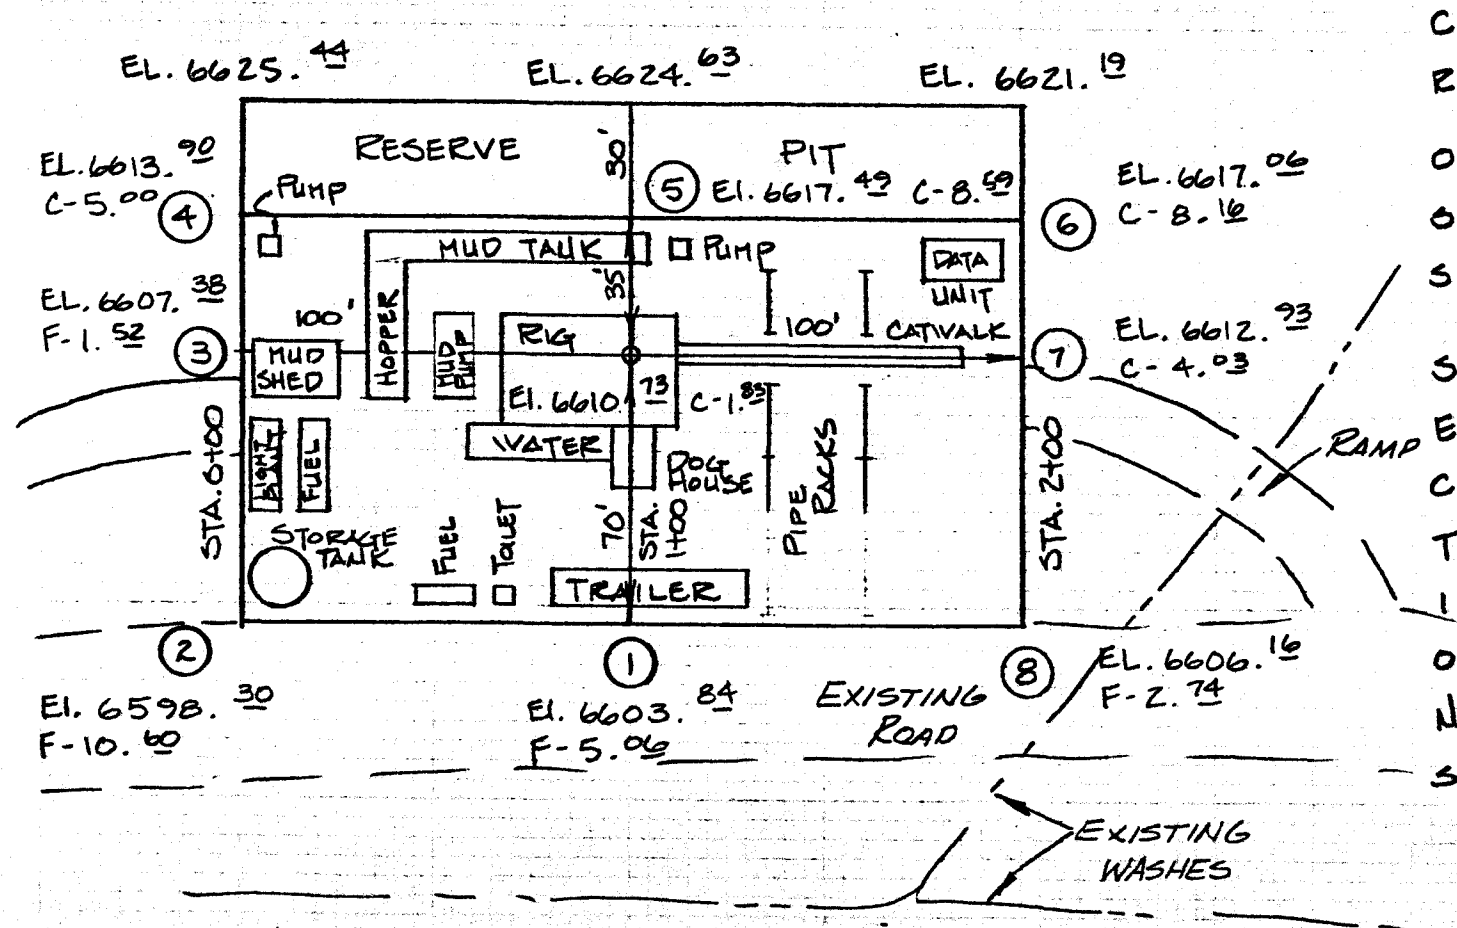 EL. 6625.44
EL. 6624.63
EL. 6621.19
RESERVE
PIT
30'
EL. 6613.90
C-5.00
4
PUMP
5
El. 6617.49
C-8.59
EL. 6617.06
C-8.16
6
MUD TANK
PUMP
DATA
UNIT
35'
EL. 6607.38
F-1.52
3
100'
HOPPER
MUD
PUMP
RIG
100'
CATWALK
EL. 6612.93
C-4.03
7
MUD
SHED
El. 6610.73
C-1.83
STA. 0+00
LIGHT
PLANT
FUEL
WATER
DOG
HOUSE
PIPE
RACKS
STA. 2+00
RAMP
STORAGE
TANK
FUEL
TOILET
70'
STA.
1+00
TRAILER
2
El. 6598.30
F-10.60
1
El. 6603.84
F-5.06
8
EL. 6606.16
F-2.74
EXISTING
ROAD
EXISTING
WASHES
CROSS SECTIONS